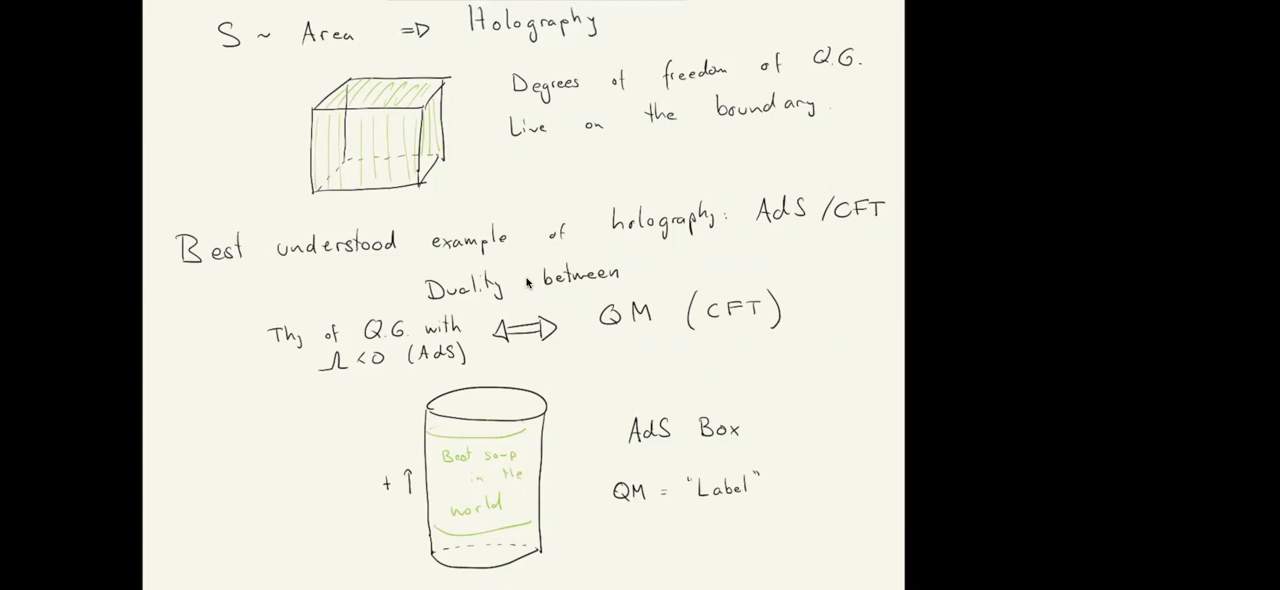 S ~ Area ⇒ Holography
Degrees of freedom of Q.G.
Live on the boundary.
Best understood example of holography: AdS/CFT
Duality between
Thy of Q.G. with ⟺ QM (CFT)
Λ<0 (AdS)
AdS Box
Best soup
in the
world
t ↑
QM = "Label"